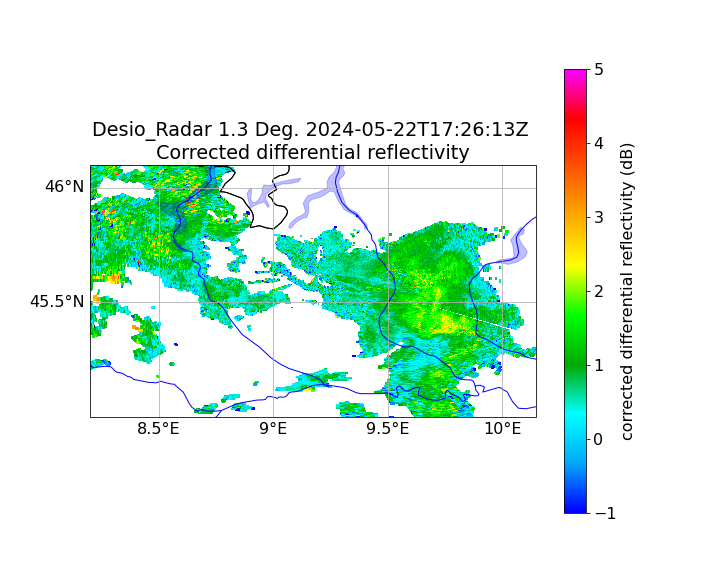 Desio_Radar 1.3 Deg. 2024-05-22T17:26:13Z
Corrected differential reflectivity
46°N
45.5°N
8.5°E
9°E
9.5°E
10°E
5
4
3
2
1
0
−1
corrected differential reflectivity (dB)